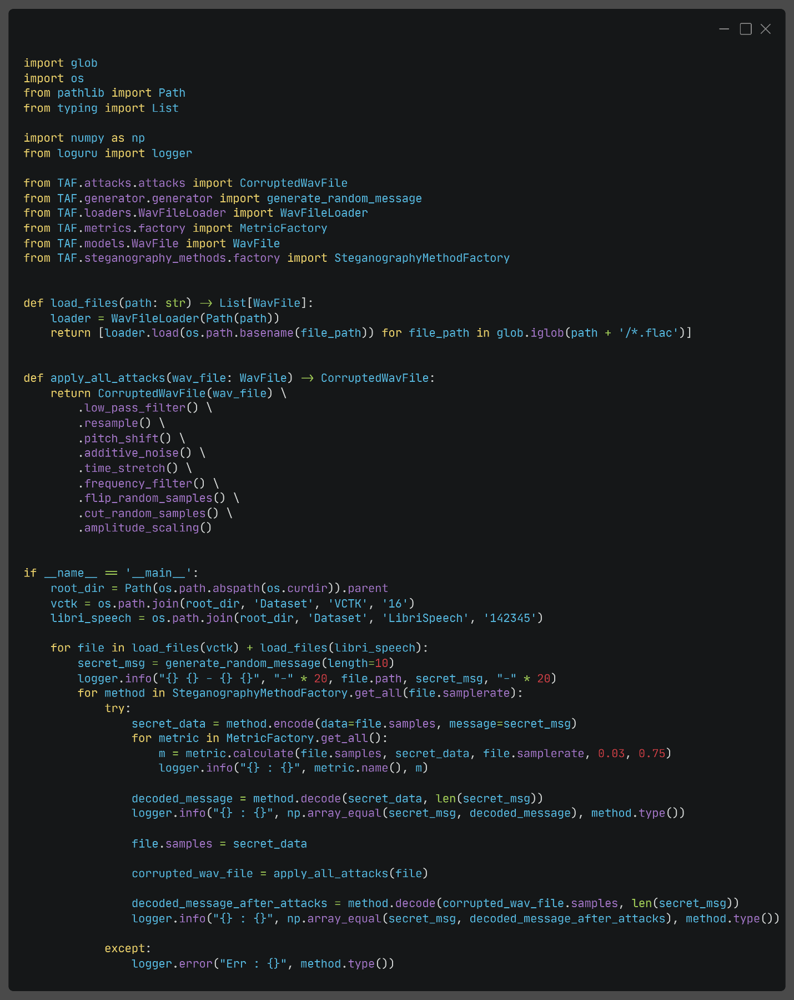 import glob
import os
from pathlib import Path
from typing import List

import numpy as np
from loguru import logger

from TAF.attacks.attacks import CorruptedWavFile
from TAF.generator.generator import generate_random_message
from TAF.loaders.WavFileLoader import WavFileLoader
from TAF.metrics.factory import MetricFactory
from TAF.models.WavFile import WavFile
from TAF.steganography_methods.factory import SteganographyMethodFactory


def load_files(path: str) -> List[WavFile]:
    loader = WavFileLoader(Path(path))
    return [loader.load(os.path.basename(file_path)) for file_path in glob.iglob(path + '/*.flac')]


def apply_all_attacks(wav_file: WavFile) -> CorruptedWavFile:
    return CorruptedWavFile(wav_file) \
        .low_pass_filter() \
        .resample() \
        .pitch_shift() \
        .additive_noise() \
        .time_stretch() \
        .frequency_filter() \
        .flip_random_samples() \
        .cut_random_samples() \
        .amplitude_scaling()


if __name__ == '__main__':
    root_dir = Path(os.path.abspath(os.curdir)).parent
    vctk = os.path.join(root_dir, 'Dataset', 'VCTK', '16')
    libri_speech = os.path.join(root_dir, 'Dataset', 'LibriSpeech', '142345')

    for file in load_files(vctk) + load_files(libri_speech):
        secret_msg = generate_random_message(length=10)
        logger.info("{} {} - {} {}", "-" * 20, file.path, secret_msg, "-" * 20)
        for method in SteganographyMethodFactory.get_all(file.samplerate):
            try:
                secret_data = method.encode(data=file.samples, message=secret_msg)
                for metric in MetricFactory.get_all():
                    m = metric.calculate(file.samples, secret_data, file.samplerate, 0.03, 0.75)
                    logger.info("{} : {}", metric.name(), m)

                decoded_message = method.decode(secret_data, len(secret_msg))
                logger.info("{} : {}", np.array_equal(secret_msg, decoded_message), method.type())

                file.samples = secret_data

                corrupted_wav_file = apply_all_attacks(file)

                decoded_message_after_attacks = method.decode(corrupted_wav_file.samples, len(secret_msg))
                logger.info("{} : {}", np.array_equal(secret_msg, decoded_message_after_attacks), method.type())

            except:
                logger.error("Err : {}", method.type())